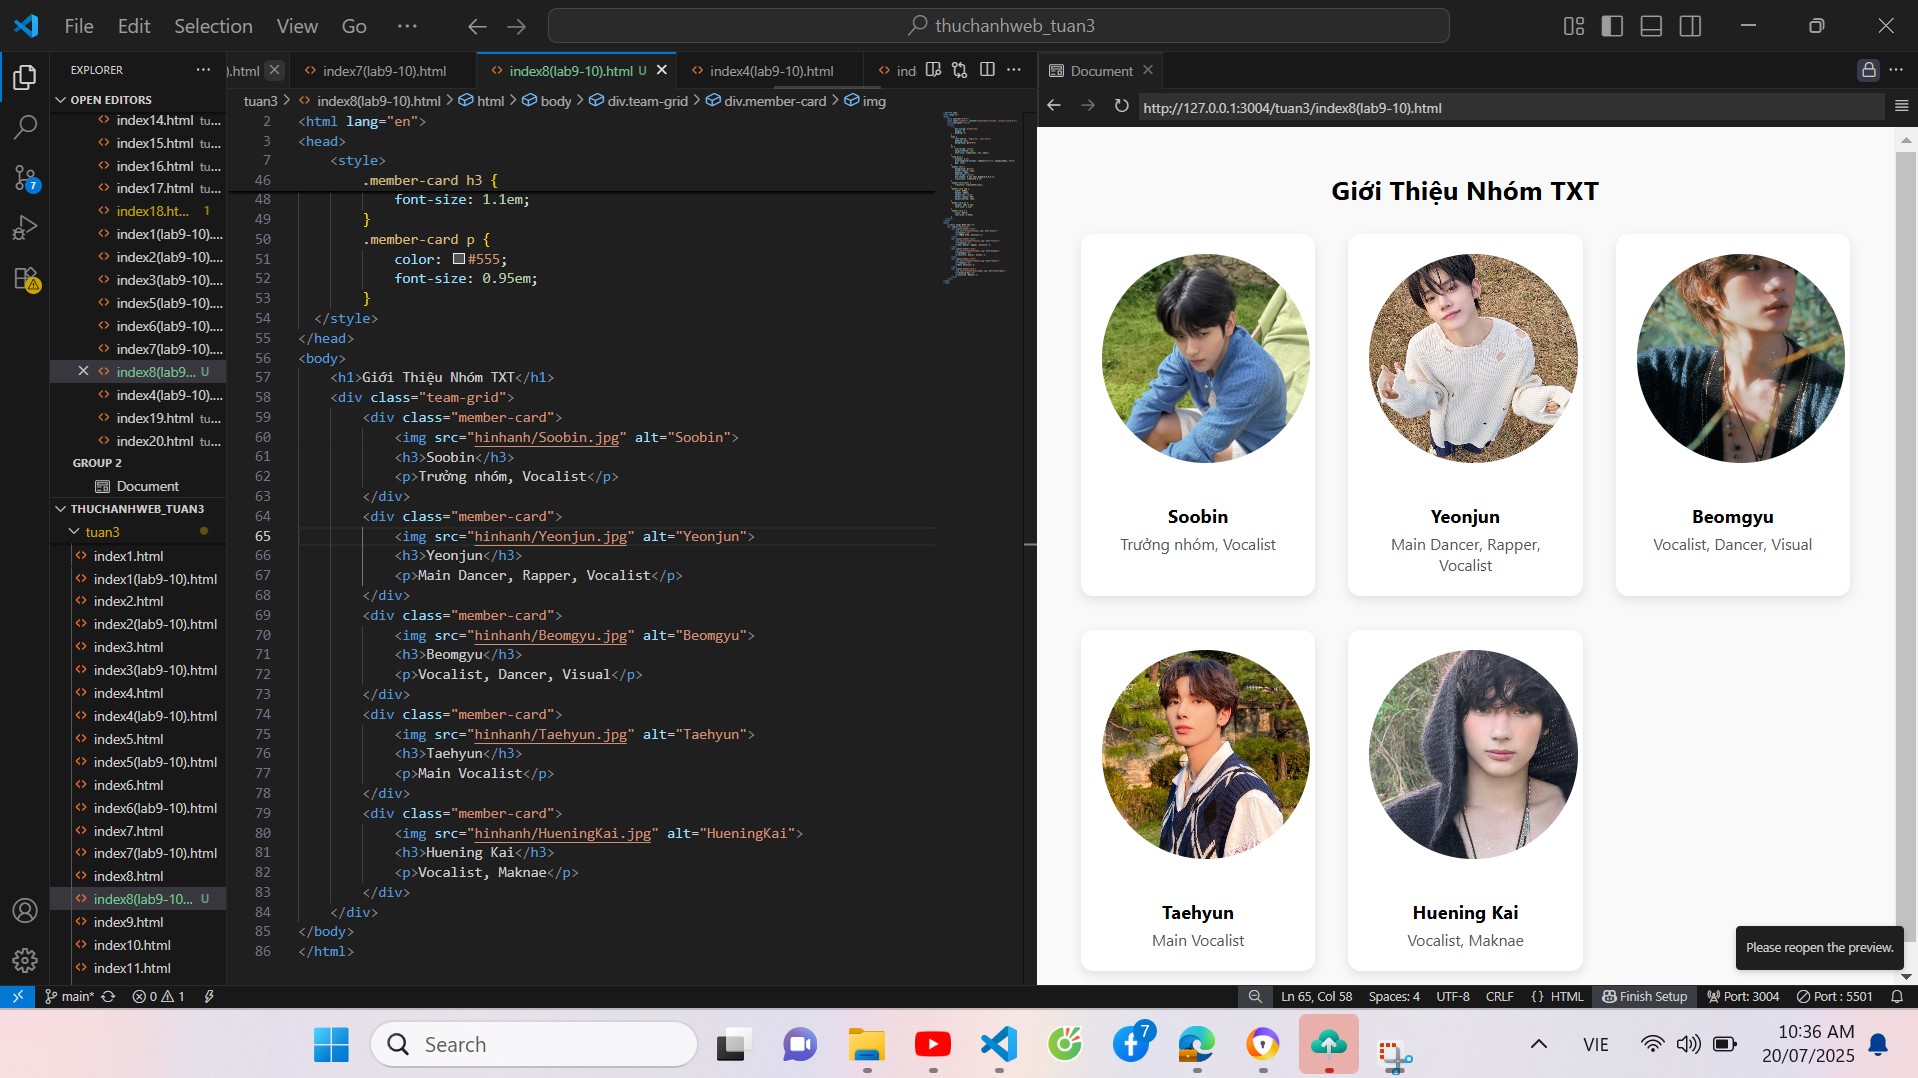 File Edit Selection View Go ···
thuchanhweb_tuan3
EXPLORER ···
OPEN EDITORS
index14.html tu...
index15.html tu...
index16.html tu...
index17.html tu...
index18.ht... 1
index1(lab9-10)....
index2(lab9-10)....
index3(lab9-10)....
index5(lab9-10)....
index6(lab9-10)....
index7(lab9-10)....
index8(lab9... U
index4(lab9-10)....
index19.html tu...
index20.html tu...
GROUP 2
Document
THUCHANHWEB_TUAN3
tuan3
index1.html
index1(lab9-10).html
index2.html
index2(lab9-10).html
index3.html
index3(lab9-10).html
index4.html
index4(lab9-10).html
index5.html
index5(lab9-10).html
index6.html
index6(lab9-10).html
index7.html
index7(lab9-10).html
index8.html
index8(lab9-10... U
index9.html
index10.html
index11.html
7
).html index7(lab9-10).html index8(lab9-10).html U index4(lab9-10).html ind
tuan3 > index8(lab9-10).html > html > body > div.team-grid > div.member-card > img
2 <html lang="en">
3 <head>
7 <style>
46 .member-card h3 {
48 font-size: 1.1em;
49 }
50 .member-card p {
51 color: #555;
52 font-size: 0.95em;
53 }
54 </style>
55 </head>
56 <body>
57 <h1>Giới Thiệu Nhóm TXT</h1>
58 <div class="team-grid">
59 <div class="member-card">
60 <img src="hinhanh/Soobin.jpg" alt="Soobin">
61 <h3>Soobin</h3>
62 <p>Trưởng nhóm, Vocalist</p>
63 </div>
64 <div class="member-card">
65 <img src="hinhanh/Yeonjun.jpg" alt="Yeonjun">
66 <h3>Yeonjun</h3>
67 <p>Main Dancer, Rapper, Vocalist</p>
68 </div>
69 <div class="member-card">
70 <img src="hinhanh/Beomgyu.jpg" alt="Beomgyu">
71 <h3>Beomgyu</h3>
72 <p>Vocalist, Dancer, Visual</p>
73 </div>
74 <div class="member-card">
75 <img src="hinhanh/Taehyun.jpg" alt="Taehyun">
76 <h3>Taehyun</h3>
77 <p>Main Vocalist</p>
78 </div>
79 <div class="member-card">
80 <img src="hinhanh/HueningKai.jpg" alt="HueningKai">
81 <h3>Huening Kai</h3>
82 <p>Vocalist, Maknae</p>
83 </div>
84 </div>
85 </body>
86 </html>
Document
http://127.0.0.1:3004/tuan3/index8(lab9-10).html
Giới Thiệu Nhóm TXT
Soobin
Trưởng nhóm, Vocalist
Yeonjun
Main Dancer, Rapper,
Vocalist
Beomgyu
Vocalist, Dancer, Visual
Taehyun
Main Vocalist
Huening Kai
Vocalist, Maknae
Please reopen the preview.
main* 0 1 Ln 65, Col 58 Spaces: 4 UTF-8 CRLF {} HTML Finish Setup Port: 3004 Port : 5501
Search
7
VIE
10:36 AM
20/07/2025